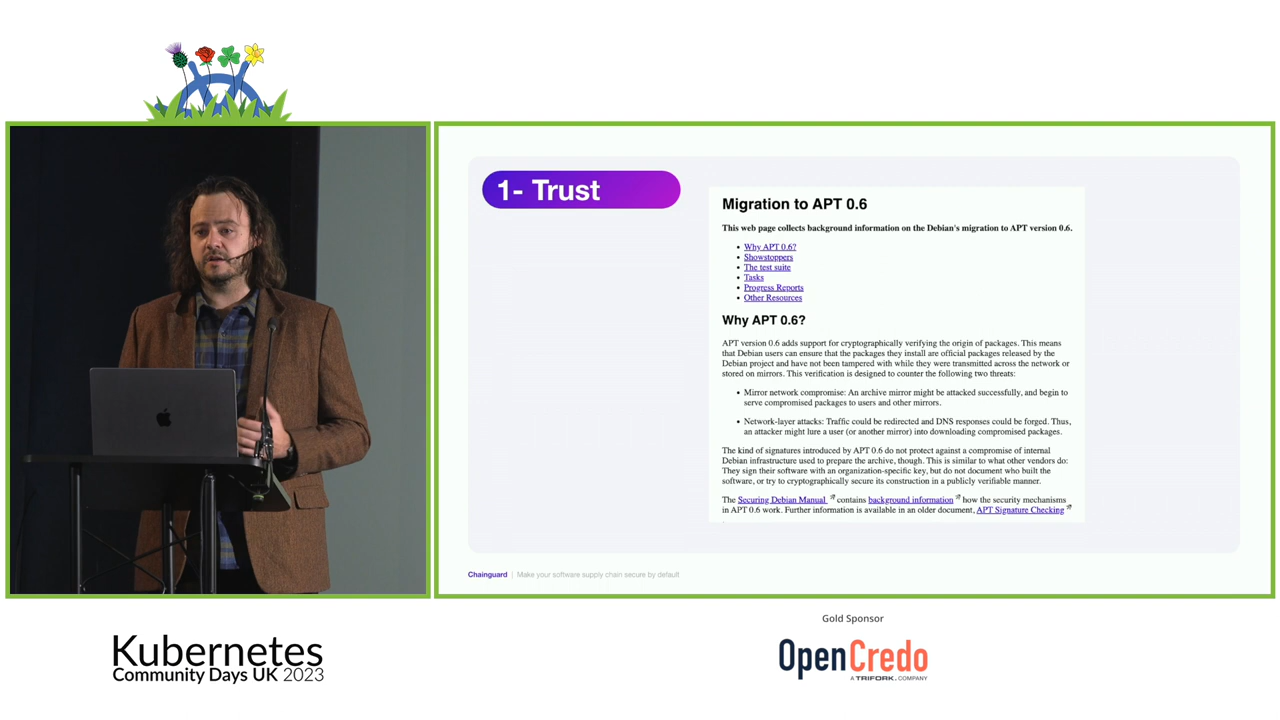 1- Trust
Migration to APT 0.6
This web page collects background information on the Debian's migration to APT version 0.6.
• Why APT 0.6?
• Showstoppers
• The test suite
• Tasks
• Progress Reports
• Other Resources
Why APT 0.6?
APT version 0.6 adds support for cryptographically verifying the origin of packages. This means
that Debian users can ensure that the packages they install are official packages released by the
Debian project and have not been tampered with while they were transmitted across the network or
stored on mirrors. This verification is designed to counter the following two threats:
• Mirror network compromise: An archive mirror might be attacked successfully, and begin to
serve compromised packages to users and other mirrors.
• Network-layer attacks: Traffic could be redirected and DNS responses could be forged. Thus,
an attacker might lure a user (or another mirror) into downloading compromised packages.
The kind of signatures introduced by APT 0.6 do not protect against a compromise of internal
Debian infrastructure used to prepare the archive, though. This is similar to what other vendors do:
They sign their software with an organization-specific key, but do not document who built the
software, or try to cryptographically secure its construction in a publicly verifiable manner.
The Securing Debian Manual contains background information how the security mechanisms
in APT 0.6 work. Further information is available in an older document, APT Signature Checking
Chainguard | Make your software supply chain secure by default
Kubernetes
Community Days UK 2023
Gold Sponsor
OpenCredo
A TRIFORK. COMPANY